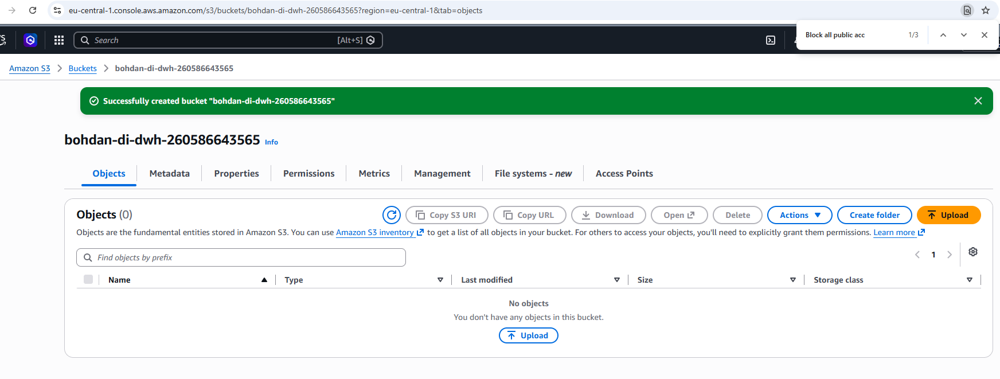 eu-central-1.console.aws.amazon.com/s3/buckets/bohdan-di-dwh-260586643565?region=eu-central-1&tab=objects
Search [Alt+S]
Block all public acc 1/3
Amazon S3 > Buckets > bohdan-di-dwh-260586643565
Successfully created bucket "bohdan-di-dwh-260586643565"
bohdan-di-dwh-260586643565 Info
Objects Metadata Properties Permissions Metrics Management File systems - new Access Points
Objects (0) Copy S3 URI Copy URL Download Open Delete Actions Create folder Upload
Objects are the fundamental entities stored in Amazon S3. You can use Amazon S3 inventory to get a list of all objects in your bucket. For others to access your objects, you'll need to explicitly grant them permissions. Learn more
Find objects by prefix 1
Name Type Last modified Size Storage class
No objects
You don't have any objects in this bucket.
Upload